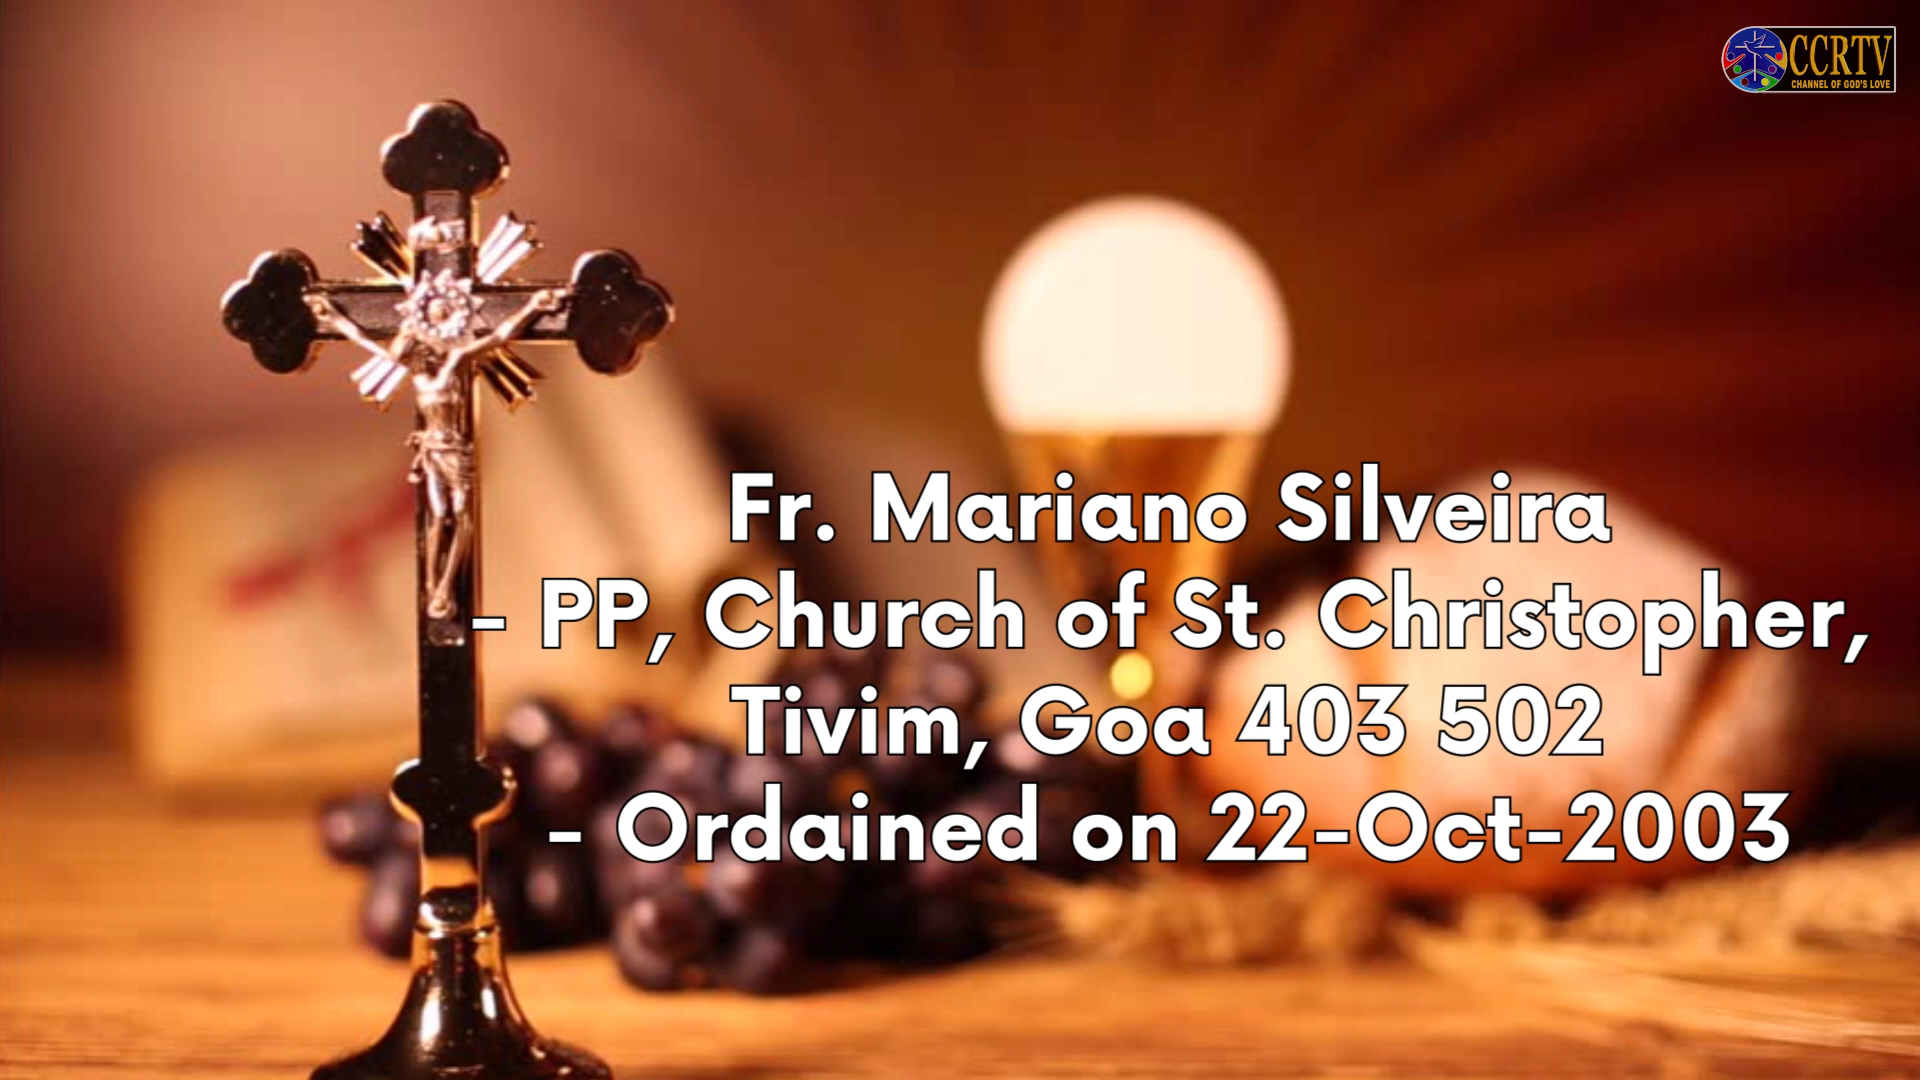 CCRTV
CHANNEL OF GOD'S LOVE
Fr. Mariano Silveira
- PP, Church of St. Christopher,
Tivim, Goa 403 502
- Ordained on 22-Oct-2003